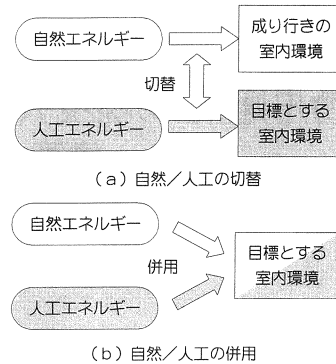 自然エネルギー
成り行きの
室内環境
切替
人工エネルギー
目標とする
室内環境
(a)自然/人工の切替
自然エネルギー
併用
目標とする
室内環境
人工エネルギー
(b)自然/人工の併用